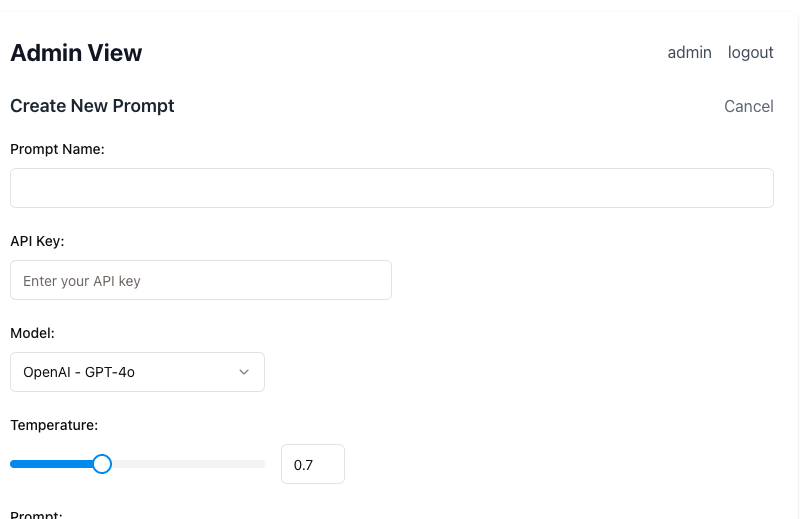 Admin View
admin logout
Create New Prompt
Cancel
Prompt Name:
API Key:
Enter your API key
Model:
OpenAI - GPT-4o
Temperature:
0.7
Prompt: